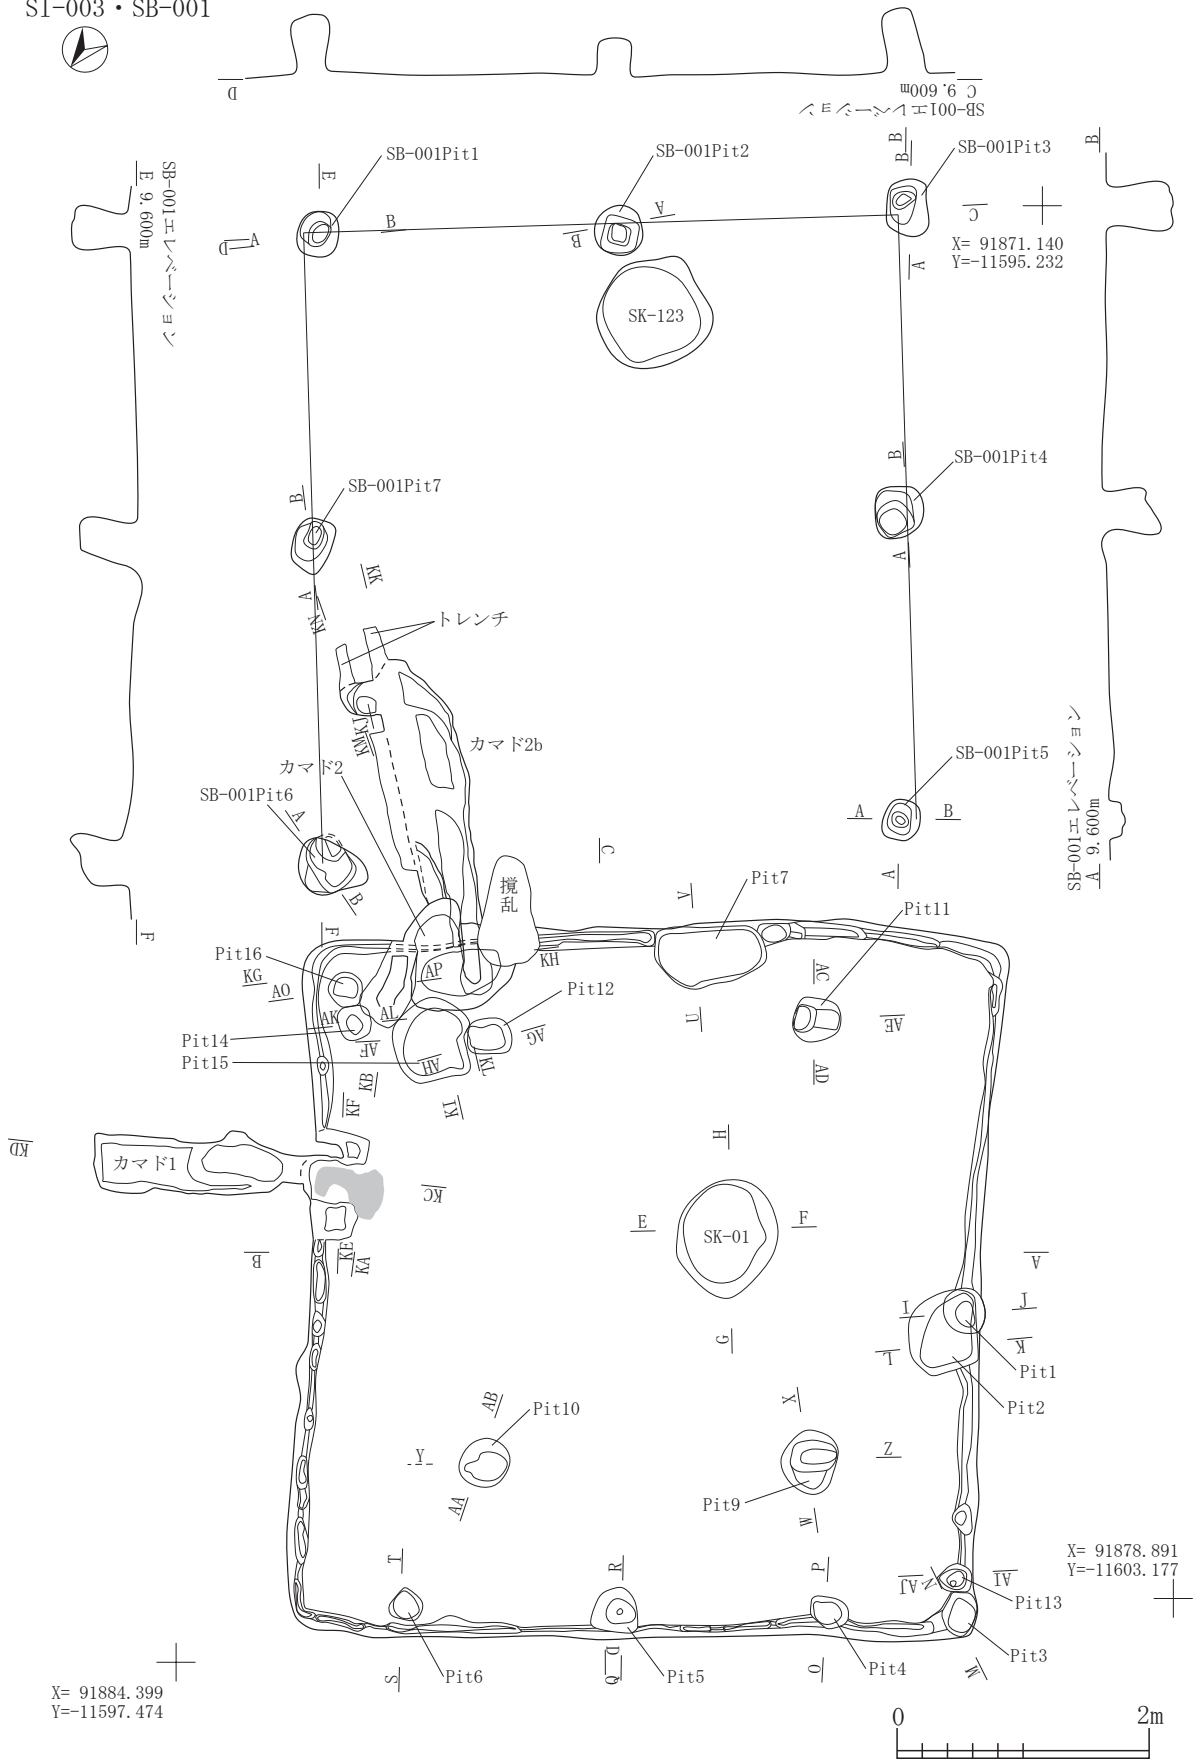 SI-003・SB-001
D
C 9.600m
SB-001エレベーション
E 9.600m
SB-001エレベーション
E
SB-001Pit1
SB-001Pit2
B
B
SB-001Pit3
B
D
A
B
B
A
C
A
X= 91871.140
Y=-11595.232
SK-123
B
SB-001Pit4
B
SB-001Pit7
A
KK
A
KN
トレンチ
KJ
KM
カマド2b
カマド2
SB-001Pit6
A
B
SB-001Pit5
A
B
SB-001エレベーション
A 9.600m
C
A
V
Pit7
撹乱
Pit11
F
F
Pit16
KG
AO
AP
KH
AC
Pit12
AK
AL
U
AE
Pit14
AF
AG
Pit15
AH
KL
AD
KB
KF
KI
H
KD
カマド1
KC
E
SK-01
F
B
KE
KA
A
I
J
G
L
K
Pit1
Pit2
AB
Pit10
X
Y
Z
AA
Pit9
W
T
R
P
X= 91878.891
Y=-11603.177
AJ
N
AI
Pit13
S
Pit6
D
Q
Pit5
O
Pit4
M
Pit3
X= 91884.399
Y=-11597.474
0
2m